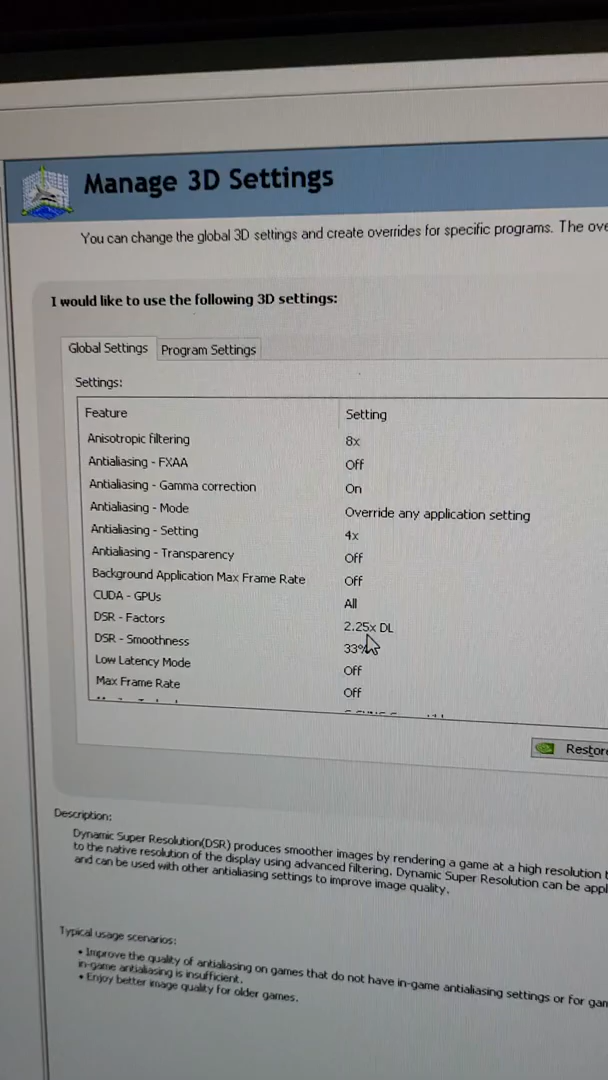 Manage 3D Settings
You can change the global 3D settings and create overrides for specific programs. The ove
I would like to use the following 3D settings:
Global Settings Program Settings
Settings:
Feature Setting
Anisotropic filtering 8x
Antialiasing - FXAA Off
Antialiasing - Gamma correction On
Antialiasing - Mode Override any application setting
Antialiasing - Setting 4x
Antialiasing - Transparency Off
Background Application Max Frame Rate Off
CUDA - GPUs All
DSR - Factors 2.25x DL
DSR - Smoothness 33%
Low Latency Mode Off
Max Frame Rate Off
Restor
Description:
Dynamic Super Resolution(DSR) produces smoother images by rendering a game at a high resolution t
to the native resolution of the display using advanced filtering. Dynamic Super Resolution can be appl
and can be used with other antialiasing settings to improve image quality.
Typical usage scenarios:
• Improve the quality of antialiasing on games that do not have in-game antialiasing settings or for gam
in-game antialiasing is insufficient.
• Enjoy better image quality for older games.